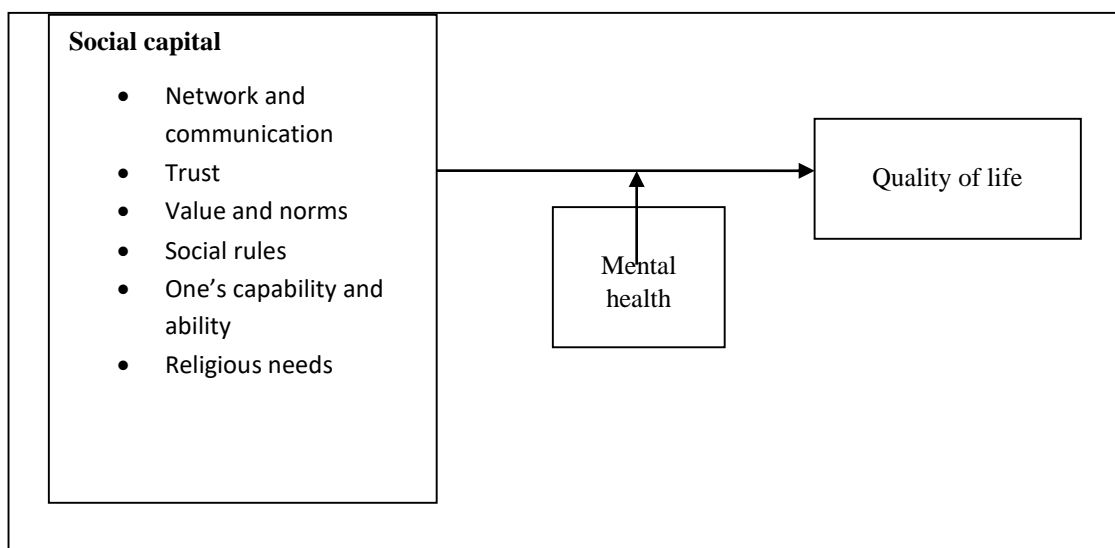 Social capital
• Network and
communication
• Trust
• Value and norms
• Social rules
• One’s capability and
ability
• Religious needs
Quality of life
Mental
health